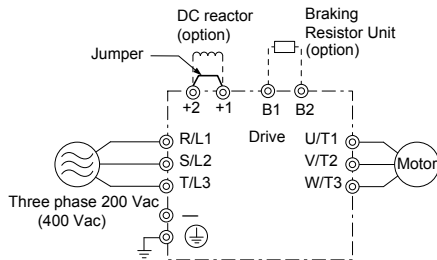 DC reactor
(option)
Braking
Resistor Unit
(option)
Jumper
+2
+1
B1
B2
Drive
R/L1
S/L2
T/L3
U/T1
V/T2
W/T3
Motor
Three phase 200 Vac
(400 Vac)
—